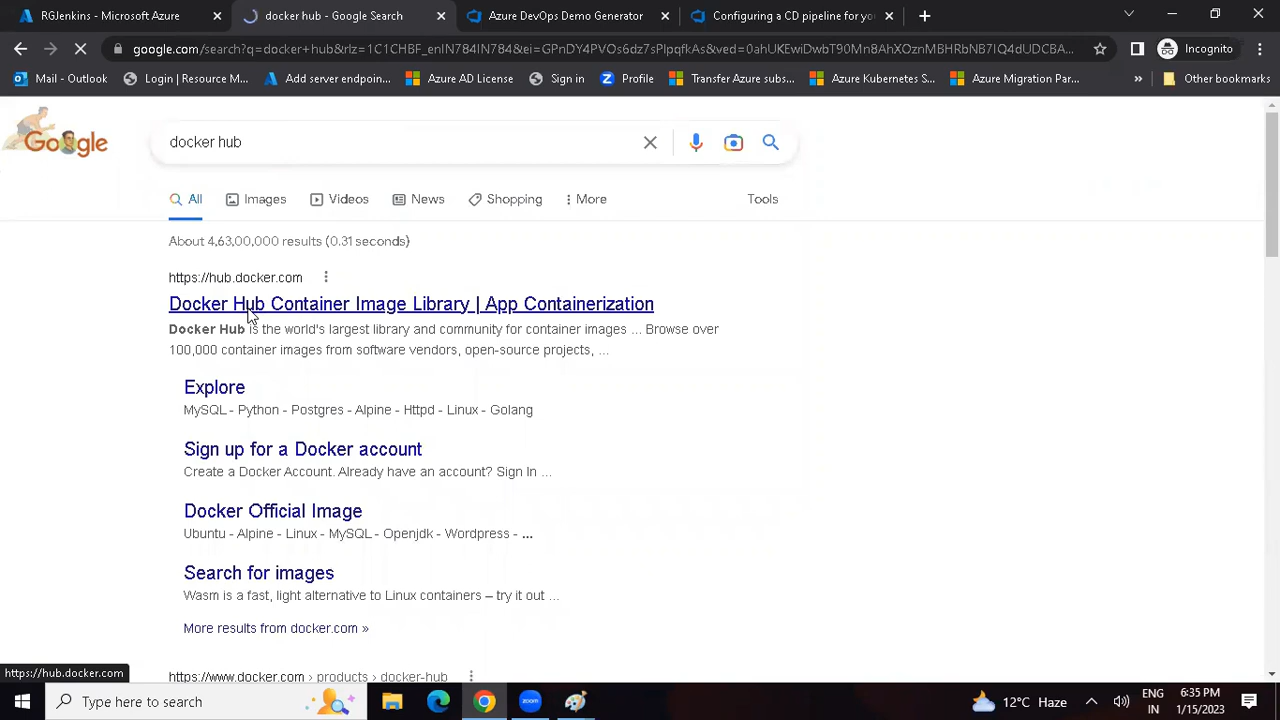 RGJenkins - Microsoft Azure
docker hub - Google Search
Azure DevOps Demo Generator
Configuring a CD pipeline for you
google.com/search?q=docker+hub&rlz=1C1CHBF_enIN784IN784&ei=GPnDY4PVOs6dz7sPlpqfkAs&ved=0ahUKEwiDwbT90Mn8AhXOznMBHRbNB7IQ4dUDCBA...
Incognito
Mail - Outlook
Login | Resource M...
Add server endpoin...
Azure AD License
Sign in
Profile
Transfer Azure subs...
Azure Kubernetes S...
Azure Migration Par...
»
Other bookmarks
Google
docker hub
All
Images
Videos
News
Shopping
More
Tools
About 4,63,00,000 results (0.31 seconds)
https://hub.docker.com
Docker Hub Container Image Library | App Containerization
Docker Hub is the world's largest library and community for container images ... Browse over
100,000 container images from software vendors, open-source projects, ...
Explore
MySQL - Python - Postgres - Alpine - Httpd - Linux - Golang
Sign up for a Docker account
Create a Docker Account. Already have an account? Sign In ...
Docker Official Image
Ubuntu - Alpine - Linux - MySQL - Openjdk - Wordpress - ...
Search for images
Wasm is a fast, light alternative to Linux containers – try it out ...
More results from docker.com »
https://hub.docker.com
https://www.docker.com › products › docker-hub
Type here to search
zoom
12°C Haze
ENG
IN
6:35 PM
1/15/2023